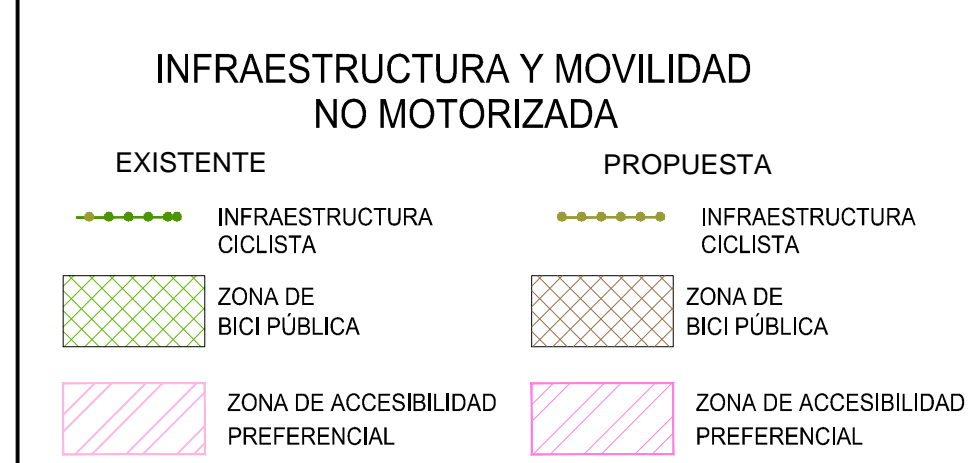 INFRAESTRUCTURA Y MOVILIDAD
NO MOTORIZADA
EXISTENTE
INFRAESTRUCTURA
CICLISTA
ZONA DE
BICI PÚBLICA
ZONA DE ACCESIBILIDAD
PREFERENCIAL
PROPUESTA
INFRAESTRUCTURA
CICLISTA
ZONA DE
BICI PÚBLICA
ZONA DE ACCESIBILIDAD
PREFERENCIAL